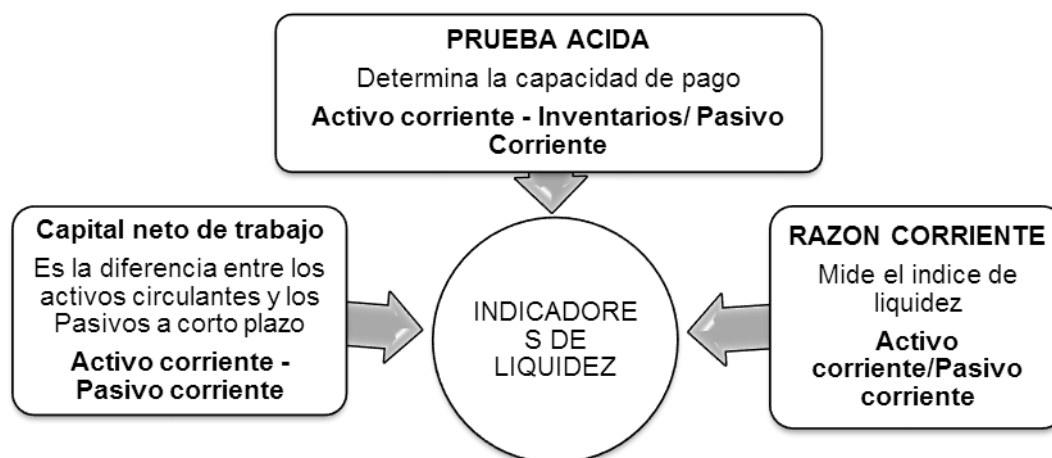 PRUEBA ACIDA
Determina la capacidad de pago
Activo corriente - Inventarios/ Pasivo
Corriente
Capital neto de trabajo
Es la diferencia entre los
activos circulantes y los
Pasivos a corto plazo
Activo corriente -
Pasivo corriente
INDICADORE
S DE
LIQUIDEZ
RAZON CORRIENTE
Mide el indice de
liquidez
Activo
corriente/Pasivo
corriente